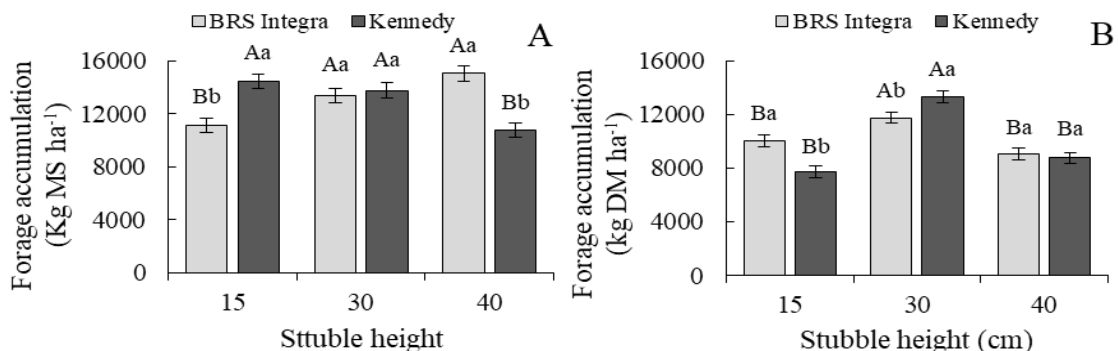 BRS Integra Kennedy
A
Forage accumulation
(Kg MS ha-1)
16000
12000
8000
4000
0
Bb
Aa
Aa
Aa
Aa
Bb
15
30
40
Sttuble height
BRS Integra Kennedy
B
Forage accumulation
(kg DM ha-1)
16000
12000
8000
4000
0
Ba
Bb
Ab
Aa
Ba
Ba
15
30
40
Stubble height (cm)